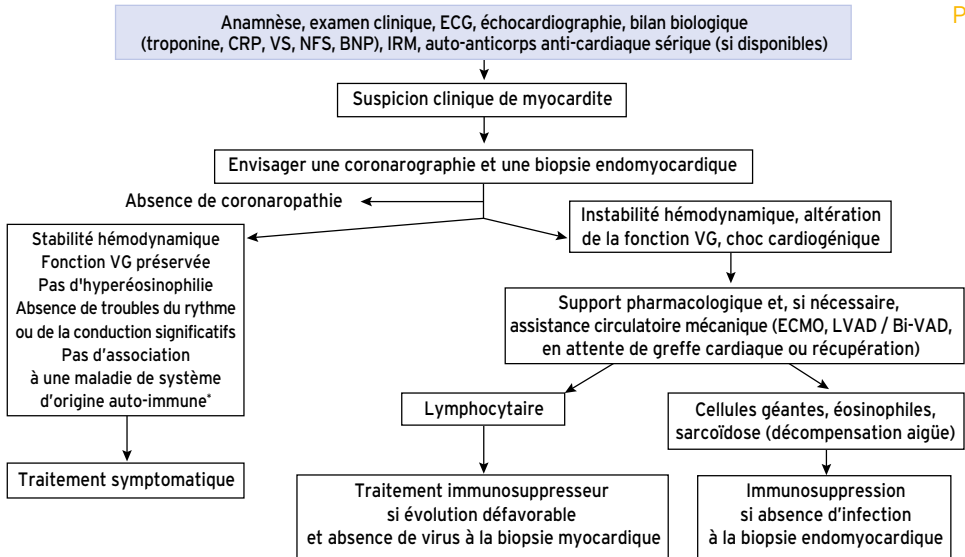 Anamnèse, examen clinique, ECG, échocardiographie, bilan biologique
(troponine, CRP, VS, NFS, BNP), IRM, auto-anticorps anti-cardiaque sérique (si disponibles)
P
Suspicion clinique de myocardite
Envisager une coronarographie et une biopsie endomyocardique
Absence de coronaropathie
Stabilité hémodynamique
Fonction VG préservée
Pas d'hyperéosinophilie
Absence de troubles du rythme
ou de la conduction significatifs
Pas d'association
à une maladie de système
d'origine auto-immune*
Traitement symptomatique
Instabilité hémodynamique, altération
de la fonction VG, choc cardiogénique
Support pharmacologique et, si nécessaire,
assistance circulatoire mécanique (ECMO, LVAD / Bi-VAD,
en attente de greffe cardiaque ou récupération)
Lymphocytaire
Traitement immunosuppresseur
si évolution défavorable
et absence de virus à la biopsie myocardique
Cellules géantes, éosinophiles,
sarcoïdose (décompensation aigüe)
Immunosuppression
si absence d'infection
à la biopsie endomyocardique